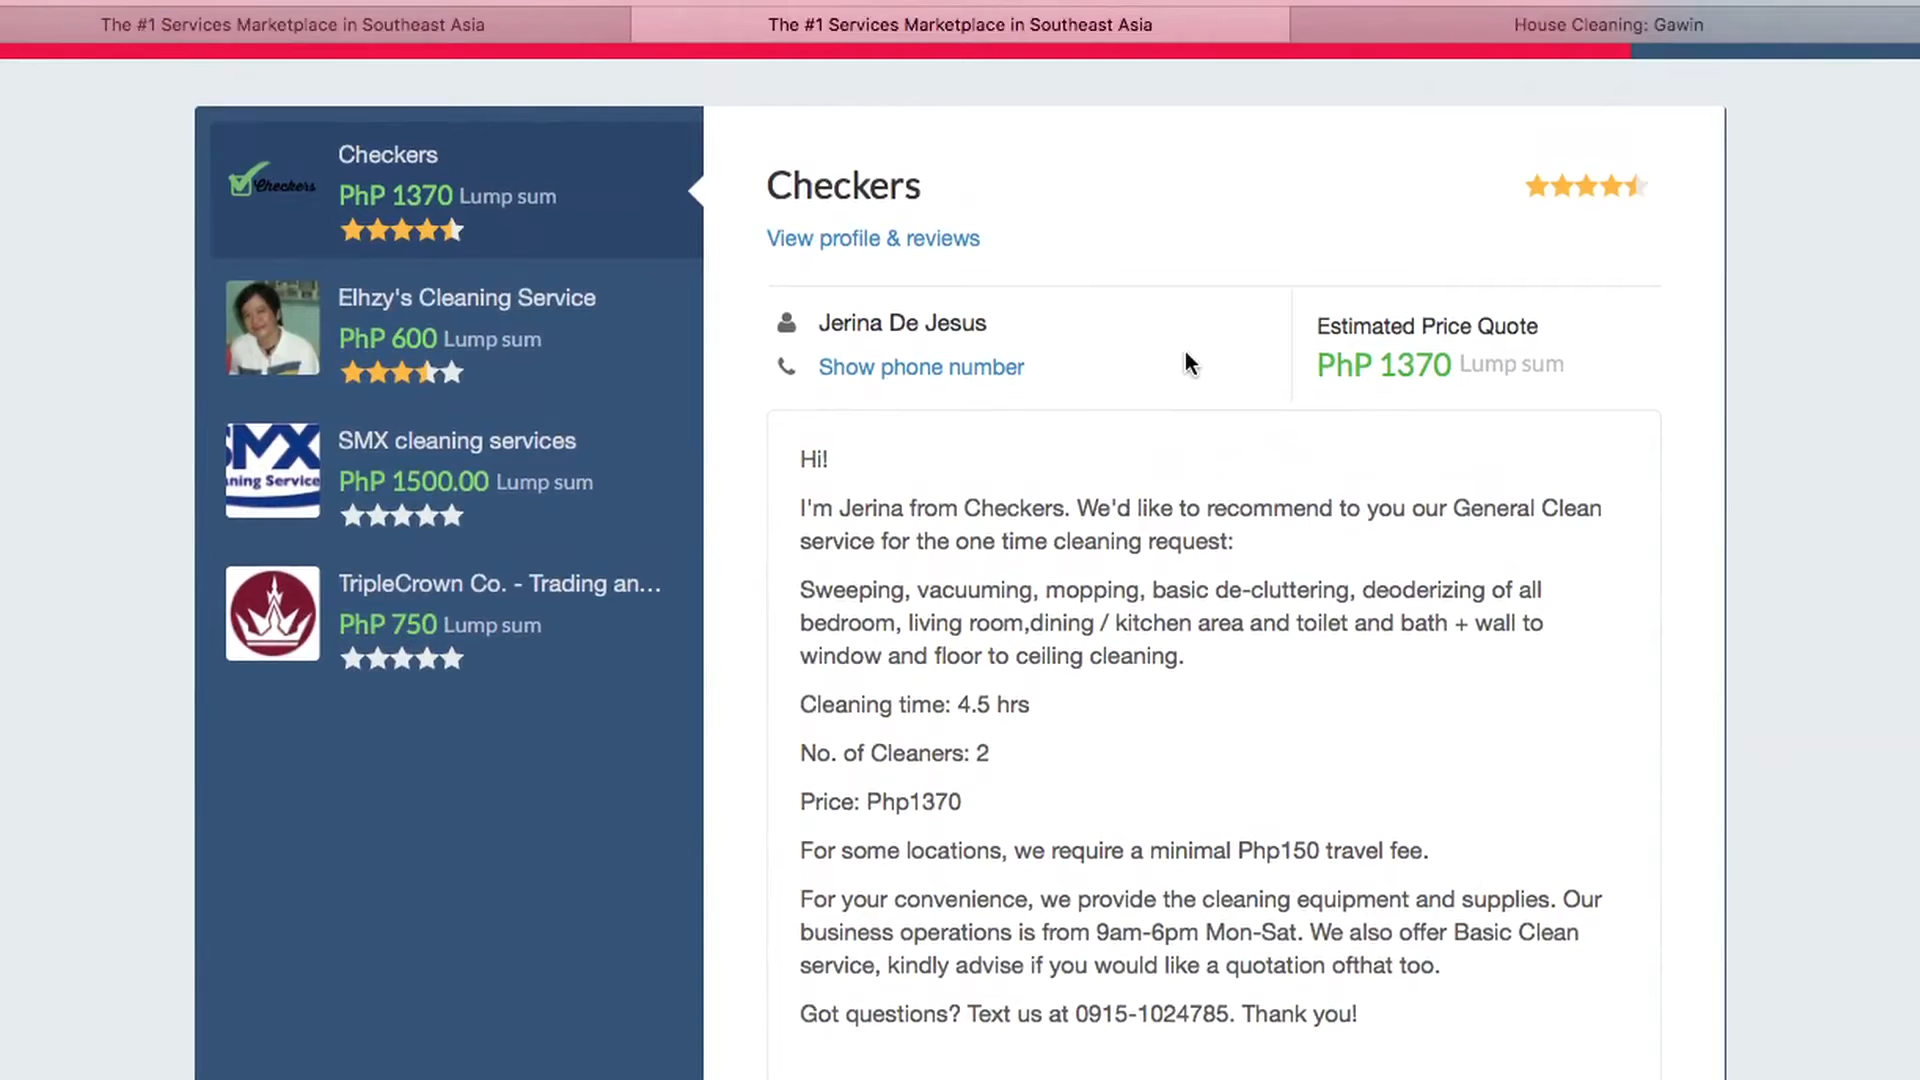 The #1 Services Marketplace in Southeast Asia
The #1 Services Marketplace in Southeast Asia
House Cleaning: Gawin
Checkers
Checkers
PhP 1370 Lump sum
Elhzy's Cleaning Service
PhP 600 Lump sum
MX
ning Service
SMX cleaning services
PhP 1500.00 Lump sum
TripleCrown Co. - Trading an...
PhP 750 Lump sum
Checkers
View profile & reviews
Jerina De Jesus
Show phone number
Estimated Price Quote
PhP 1370 Lump sum
Hi!
I'm Jerina from Checkers. We'd like to recommend to you our General Clean
service for the one time cleaning request:
Sweeping, vacuuming, mopping, basic de-cluttering, deoderizing of all
bedroom, living room,dining / kitchen area and toilet and bath + wall to
window and floor to ceiling cleaning.
Cleaning time: 4.5 hrs
No. of Cleaners: 2
Price: Php1370
For some locations, we require a minimal Php150 travel fee.
For your convenience, we provide the cleaning equipment and supplies. Our
business operations is from 9am-6pm Mon-Sat. We also offer Basic Clean
service, kindly advise if you would like a quotation ofthat too.
Got questions? Text us at 0915-1024785. Thank you!